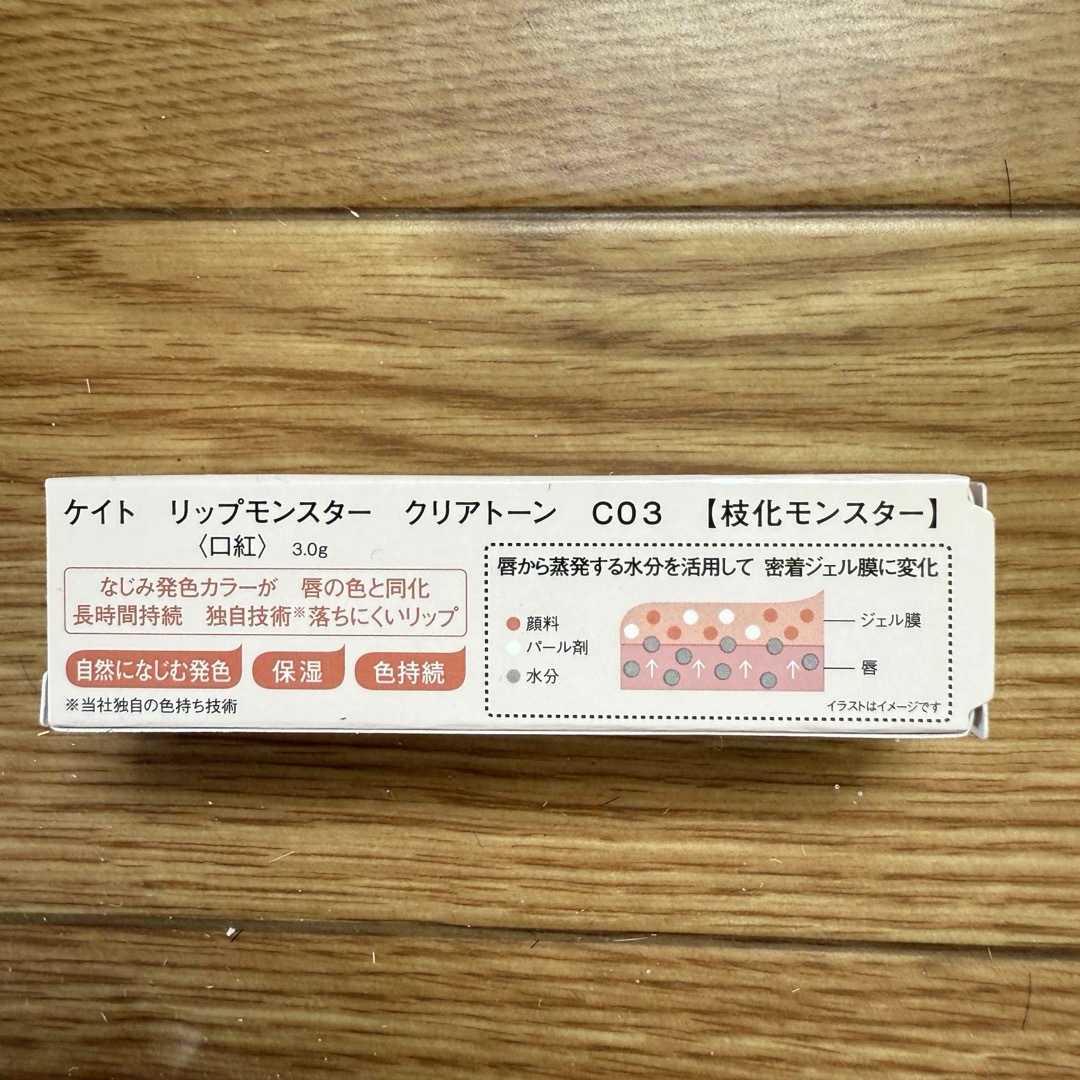 ケイト　リップモンスター　クリアトーン　C03　【枝化モンスター】
〈口紅〉 3.0g
なじみ発色カラーが　唇の色と同化
長時間持続　独自技術※落ちにくいリップ
自然になじむ発色 保湿 色持続
※当社独自の色持ち技術
唇から蒸発する水分を活用して 密着ジェル膜に変化
顔料
パール剤
水分
ジェル膜
唇
イラストはイメージです